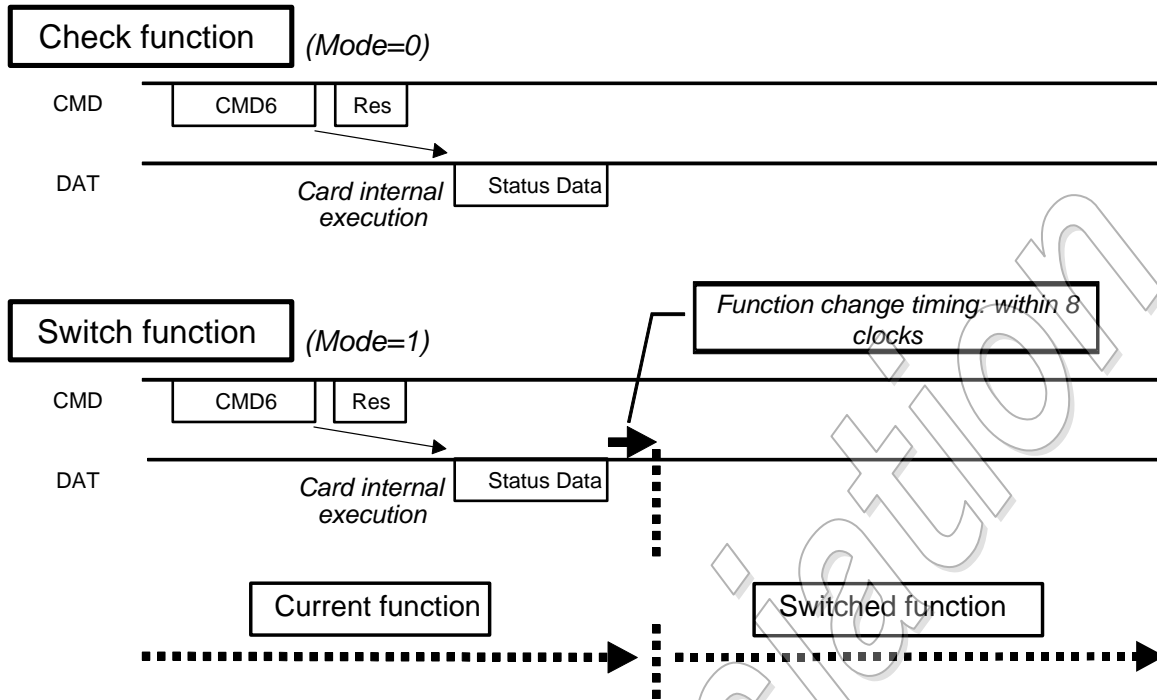 Check function (Mode=0)
CMD CMD6 Res
DAT Card internal execution Status Data
Function change timing: within 8
clocks
Switch function (Mode=1)
CMD CMD6 Res
DAT Card internal execution Status Data
Current function Switched function